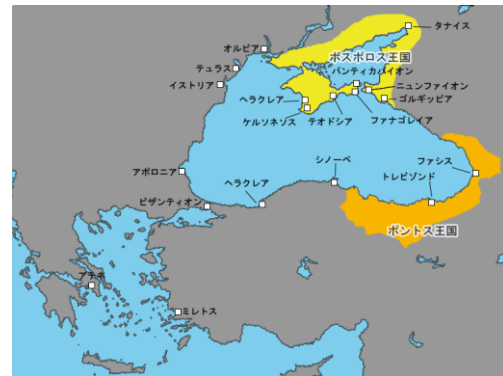 タナイス
オルビア
ボスポロス王国
テュラス
パンティカパイオン
イストリア
ニュンファイオン
ヘラクレア
ゴルギッピア
ケルソネソス
テオドシア
ファナゴレイア
アポロニア
シノーペ
ファシス
ビザンティオン
ヘラクレア
トレビゾンド
ポントス王国
アテネ
ミレトス